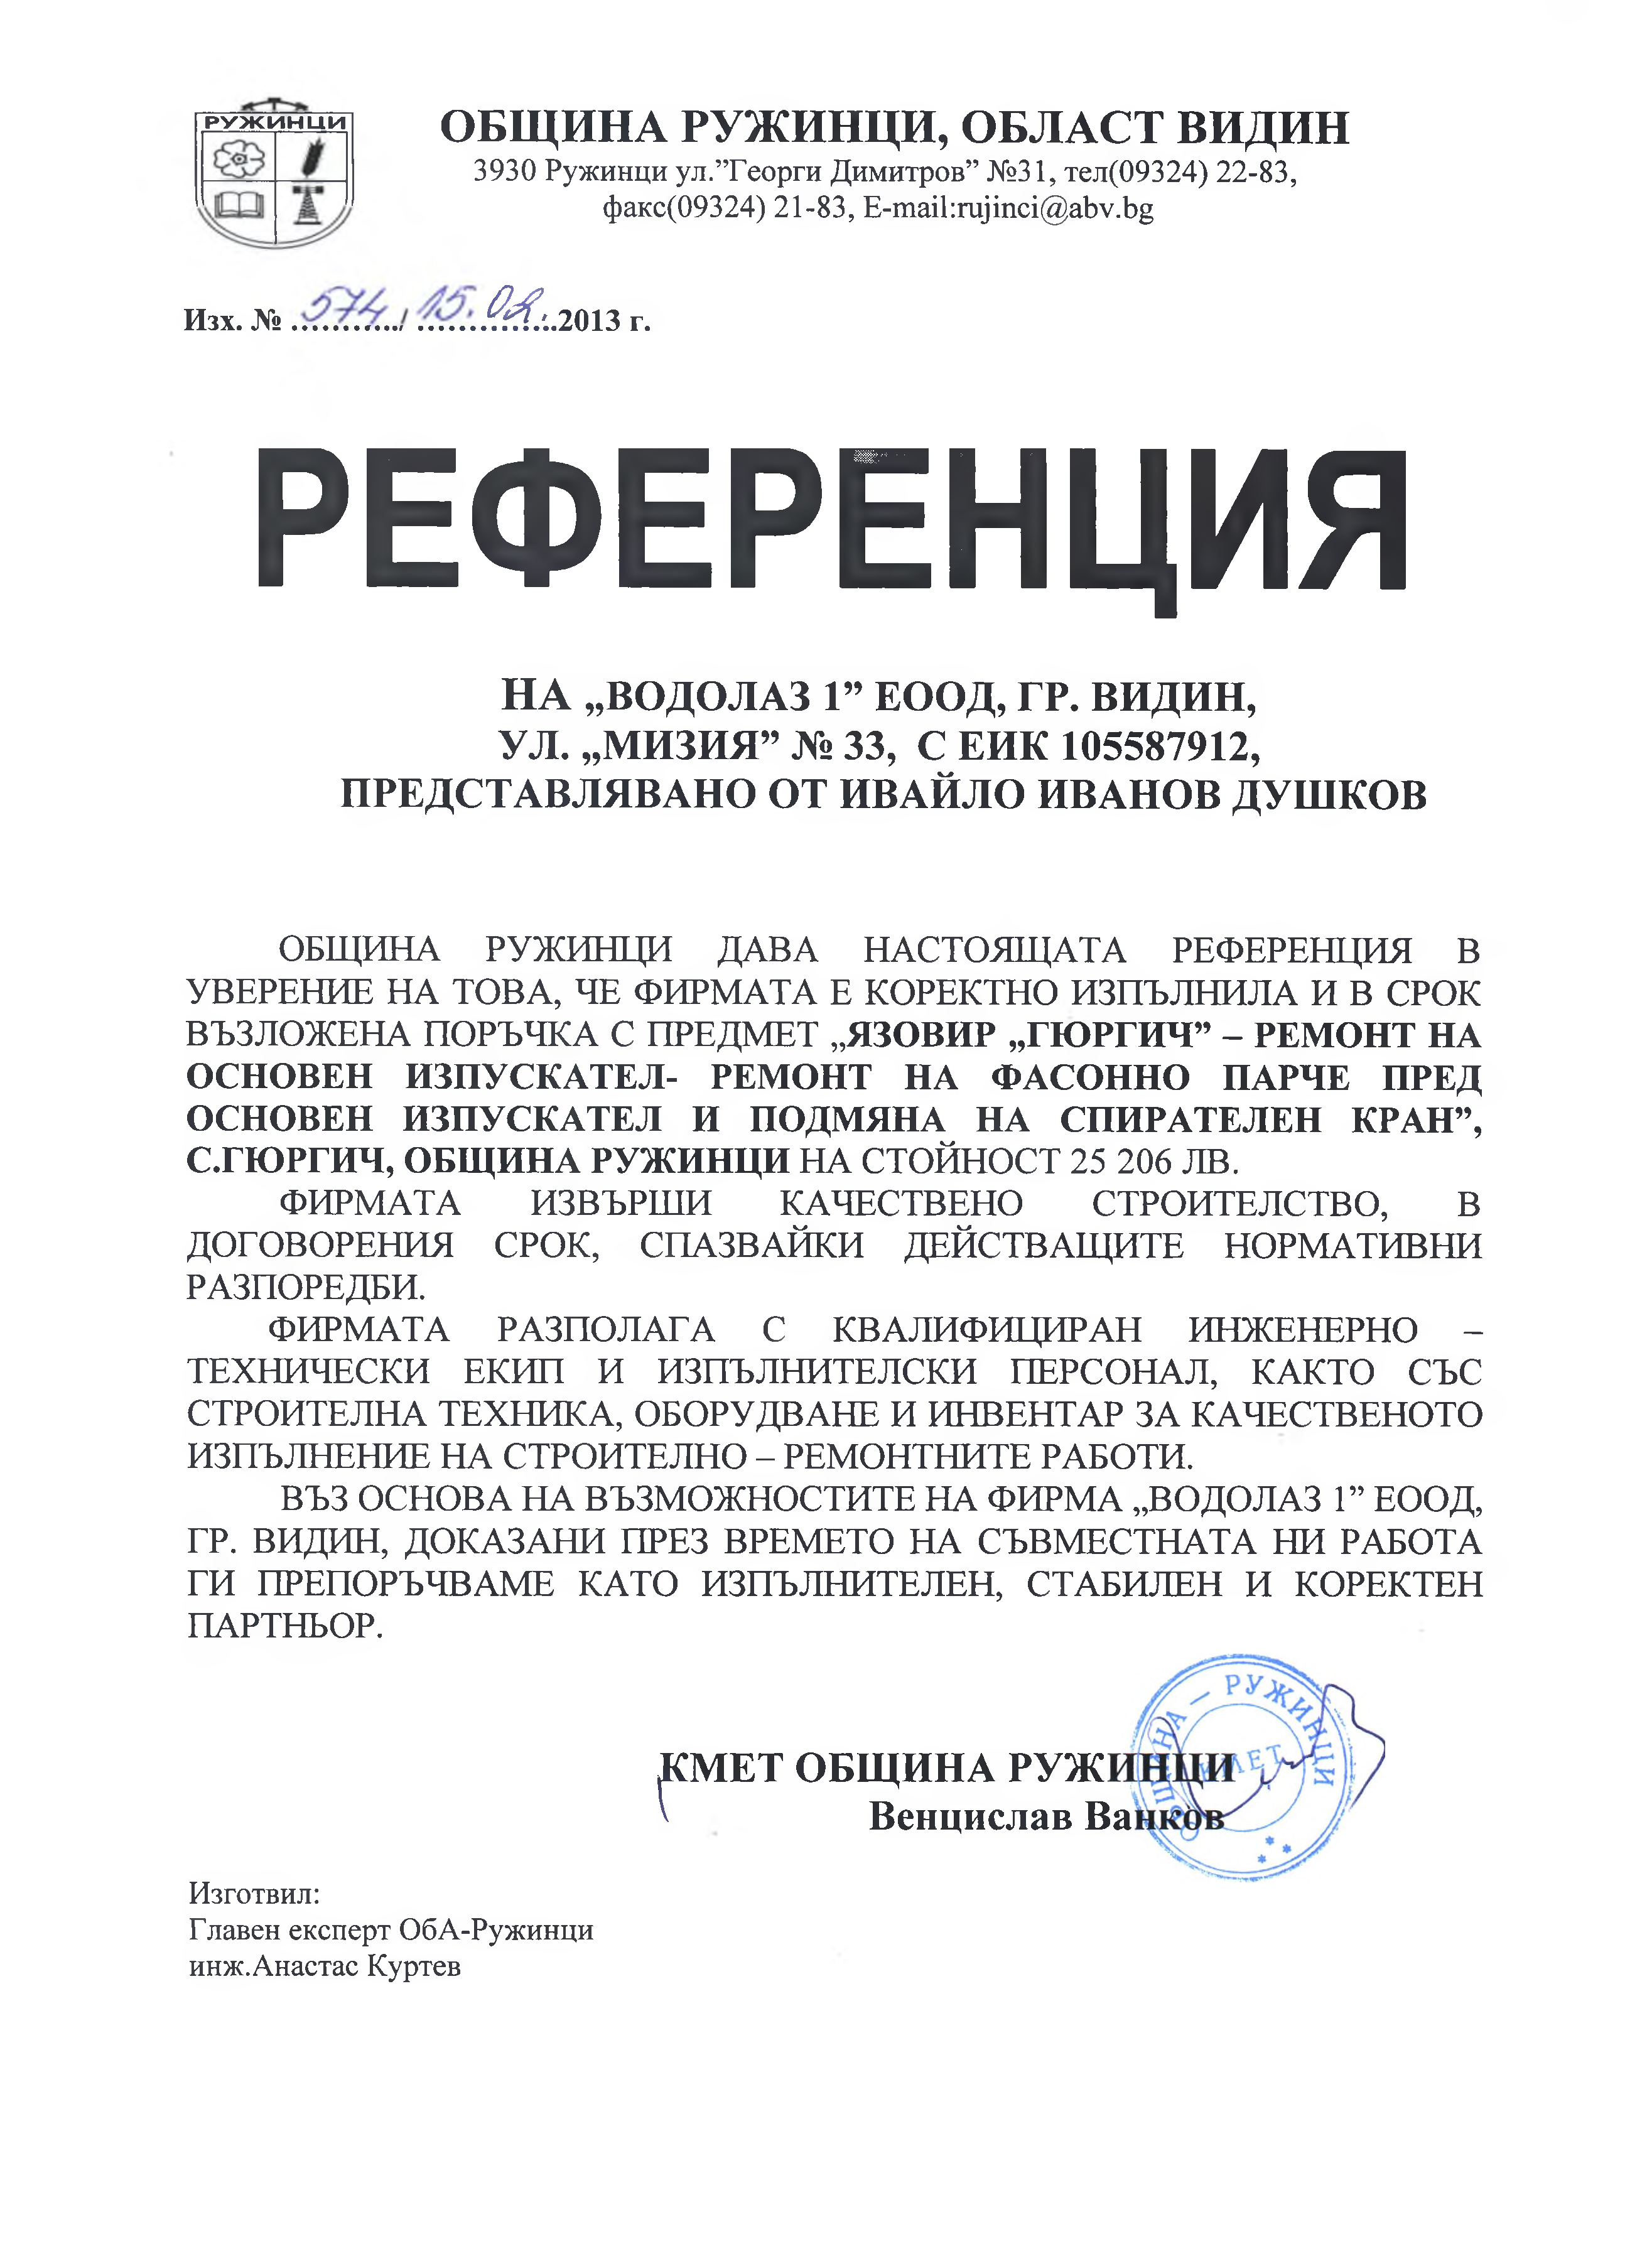 РУЖИНЦИ
ОБЩИНА РУЖИНЦИ, ОБЛАСТ ВИДИН
3930 Ружинци ул.”Георги Димитров” №31, тел(09324) 22-83,
факс(09324) 21-83, E-mail:rujinci@abv.bg
Изх. № 574 / 15.02.2013 г.
РЕФЕРЕНЦИЯ
НА „ВОДОЛАЗ 1” ЕООД, ГР. ВИДИН,
УЛ. „МИЗИЯ” № 33, С ЕИК 105587912,
ПРЕДСТАВЛЯВАНО ОТ ИВАЙЛО ИВАНОВ ДУШКОВ
ОБЩИНА РУЖИНЦИ ДАВА НАСТОЯЩАТА РЕФЕРЕНЦИЯ В
УВЕРЕНИЕ НА ТОВА, ЧЕ ФИРМАТА Е КОРЕКТНО ИЗПЪЛНИЛА И В СРОК
ВЪЗЛОЖЕНА ПОРЪЧКА С ПРЕДМЕТ „ЯЗОВИР „ГЮРГИЧ” – РЕМОНТ НА
ОСНОВЕН ИЗПУСКАТЕЛ- РЕМОНТ НА ФАСОННО ПАРЧЕ ПРЕД
ОСНОВЕН ИЗПУСКАТЕЛ И ПОДМЯНА НА СПИРАТЕЛЕН КРАН”,
С.ГЮРГИЧ, ОБЩИНА РУЖИНЦИ НА СТОЙНОСТ 25 206 ЛВ.
ФИРМАТА ИЗВЪРШИ КАЧЕСТВЕНО СТРОИТЕЛСТВО, В
ДОГОВОРЕНИЯ СРОК, СПАЗВАЙКИ ДЕЙСТВАЩИТЕ НОРМАТИВНИ
РАЗПОРЕДБИ.
ФИРМАТА РАЗПОЛАГА С КВАЛИФИЦИРАН ИНЖЕНЕРНО –
ТЕХНИЧЕСКИ ЕКИП И ИЗПЪЛНИТЕЛСКИ ПЕРСОНАЛ, КАКТО СЪС
СТРОИТЕЛНА ТЕХНИКА, ОБОРУДВАНЕ И ИНВЕНТАР ЗА КАЧЕСТВЕНОТО
ИЗПЪЛНЕНИЕ НА СТРОИТЕЛНО – РЕМОНТНИТЕ РАБОТИ.
ВЪЗ ОСНОВА НА ВЪЗМОЖНОСТИТЕ НА ФИРМА „ВОДОЛАЗ 1” ЕООД,
ГР. ВИДИН, ДОКАЗАНИ ПРЕЗ ВРЕМЕТО НА СЪВМЕСТНАТА НИ РАБОТА
ГИ ПРЕПОРЪЧВАМЕ КАТО ИЗПЪЛНИТЕЛЕН, СТАБИЛЕН И КОРЕКТЕН
ПАРТНЬОР.
КМЕТ ОБЩИНА РУЖИНЦИ
Венцислав Ванков
ОБЩИНА — РУЖИНЦИ
КМЕТ
Изготвил:
Главен експерт ОбА-Ружинци
инж.Анастас Куртев